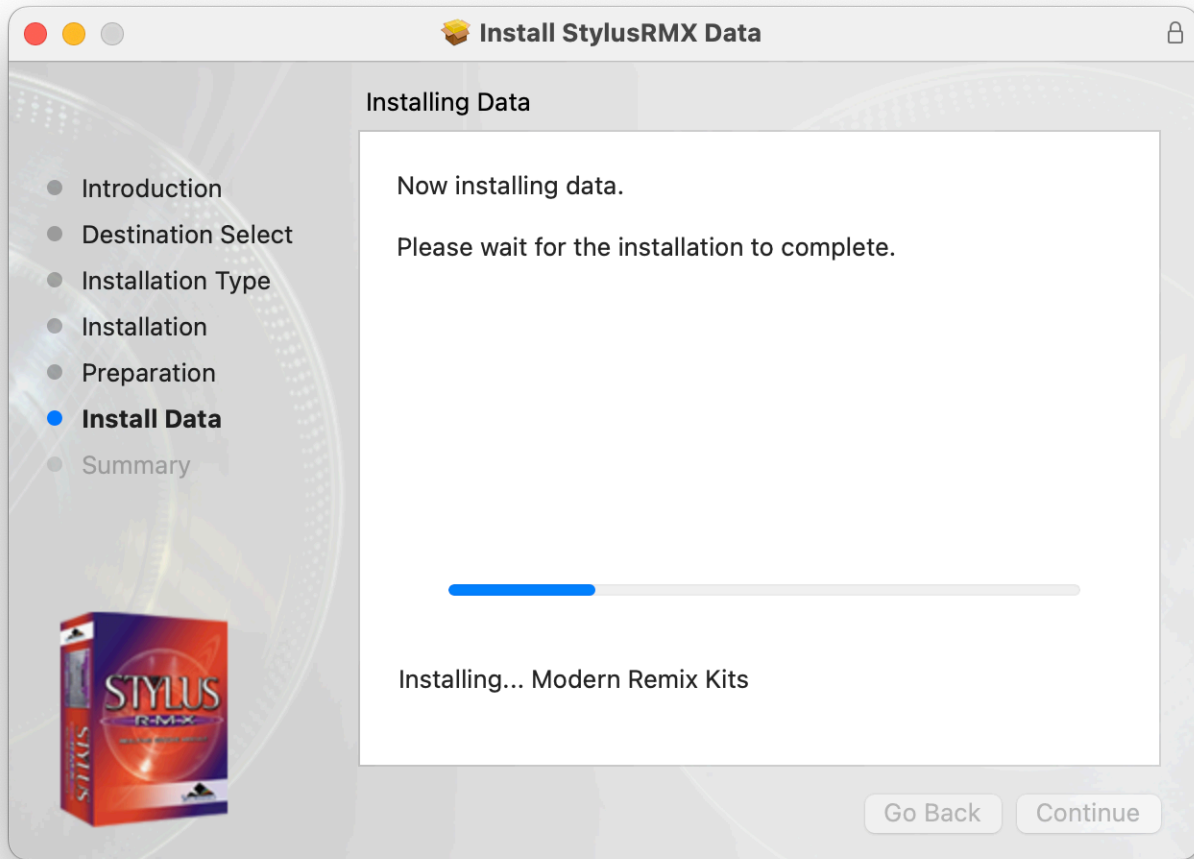 Install StylusRMX Data
Installing Data
Introduction
Destination Select
Installation Type
Installation
Preparation
Install Data
Summary
Now installing data.
Please wait for the installation to complete.
Installing... Modern Remix Kits
STYLUS
R•M•X
STYLUS
Go Back
Continue